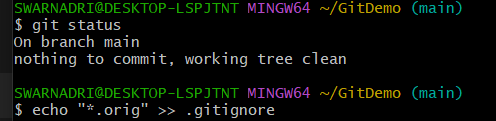 SWARNADRI@DESKTOP-LSPJTNT MINGW64 ~/GitDemo (main)
$ git status
On branch main
nothing to commit, working tree clean
SWARNADRI@DESKTOP-LSPJTNT MINGW64 ~/GitDemo (main)
$ echo "*.orig" >> .gitignore